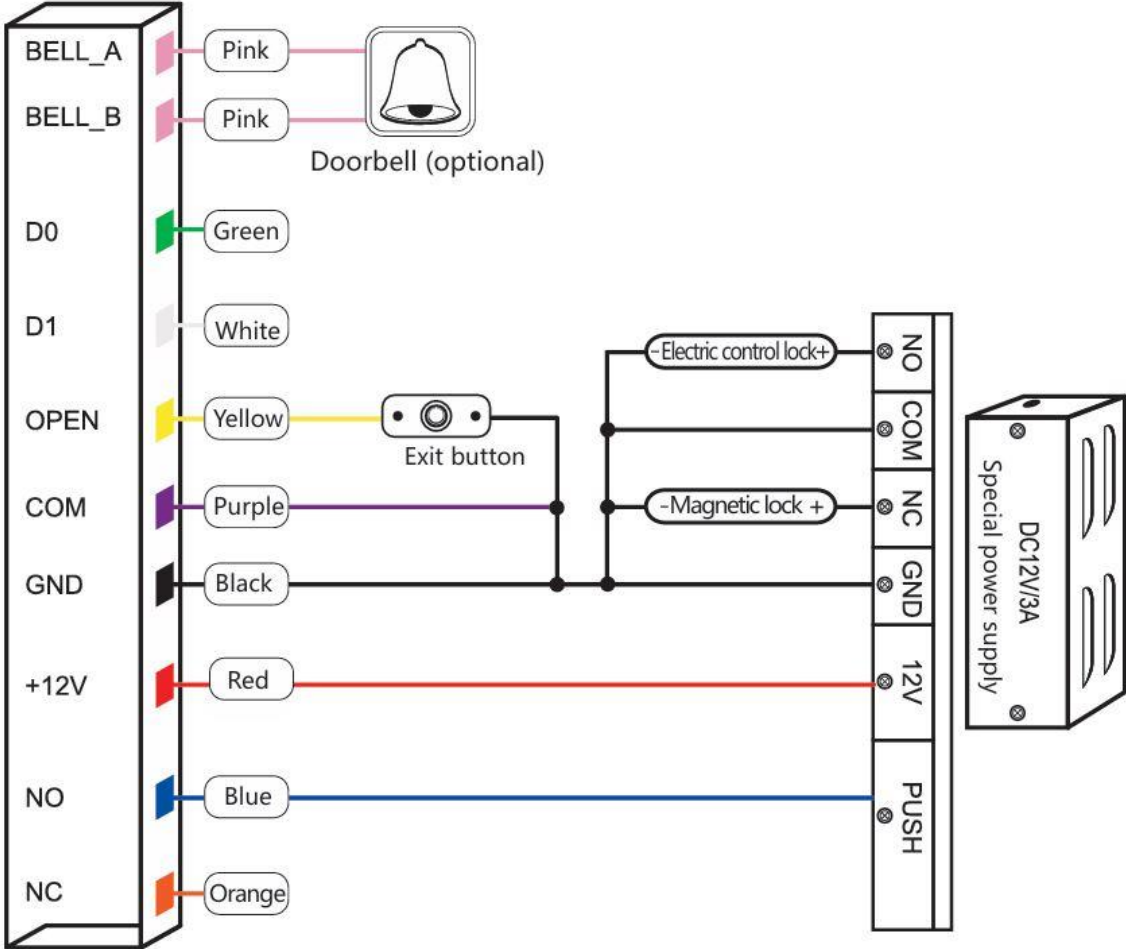 BELL_A Pink
BELL_B Pink
Doorbell (optional)
D0 Green
D1 White
OPEN Yellow
Exit button
COM Purple
GND Black
+12V Red
NO Blue
NC Orange
-Electric control lock+ NO
COM
-Magnetic lock + NC
GND
12V
PUSH
DC12V/3A
Special power supply